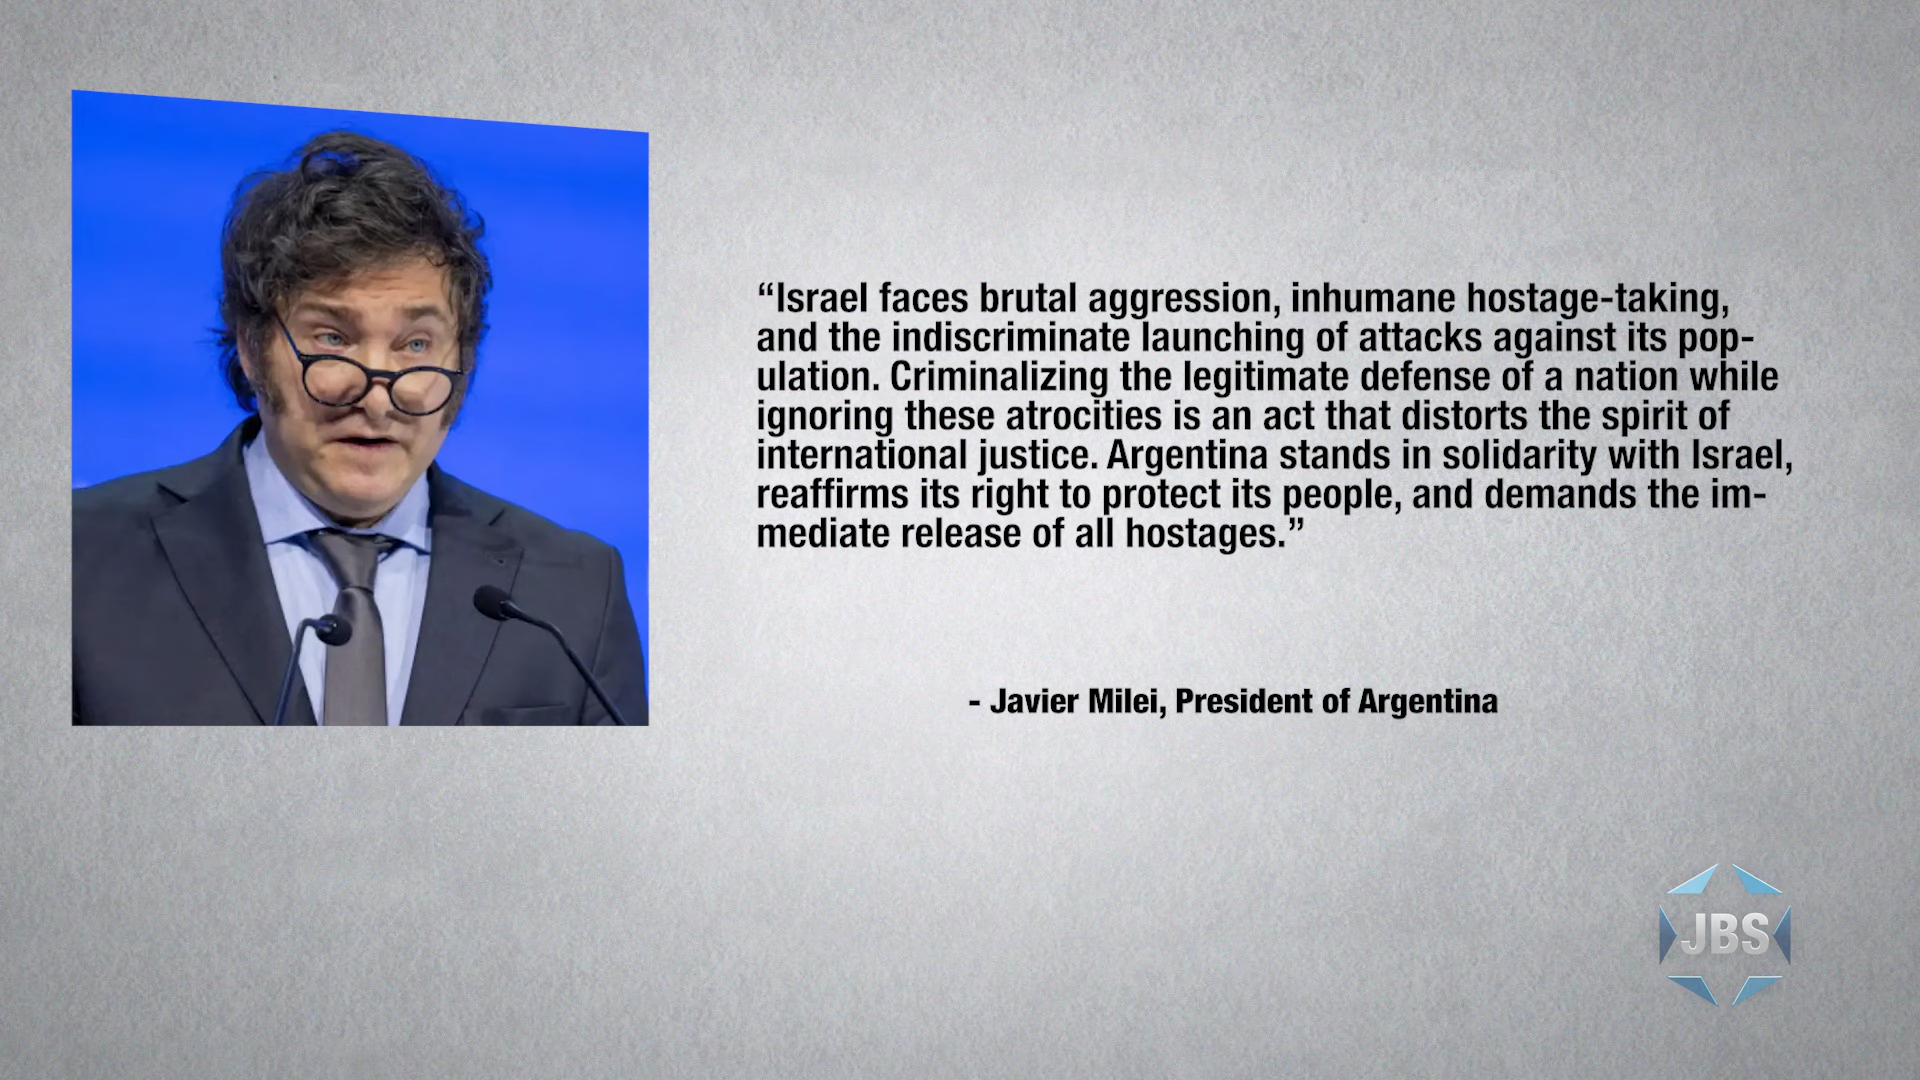 “Israel faces brutal aggression, inhumane hostage-taking,
and the indiscriminate launching of attacks against its pop-
ulation. Criminalizing the legitimate defense of a nation while
ignoring these atrocities is an act that distorts the spirit of
international justice. Argentina stands in solidarity with Israel,
reaffirms its right to protect its people, and demands the im-
mediate release of all hostages.”
- Javier Milei, President of Argentina
JBS